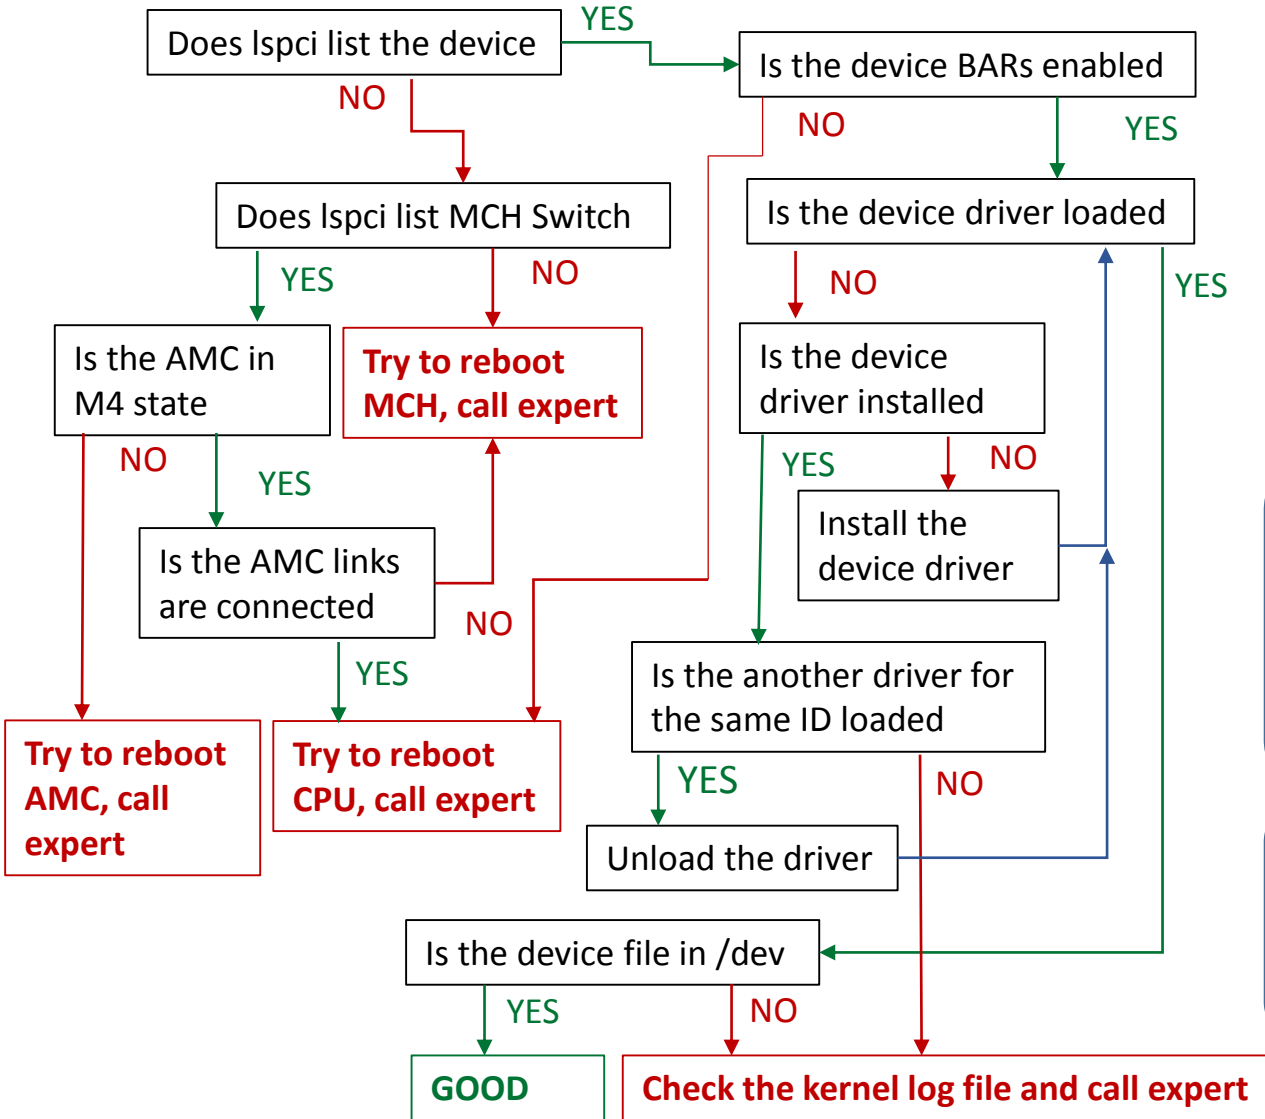 Does lspci list the device
YES
Is the device BARs enabled
NO
NO
YES
Does lspci list MCH Switch
Is the device driver loaded
YES
NO
NO
YES
Is the AMC in
M4 state
Try to reboot
MCH, call expert
Is the device
driver installed
NO
YES
YES
NO
Is the AMC links
are connected
Install the
device driver
NO
YES
Is the another driver for
the same ID loaded
Try to reboot
AMC, call
expert
Try to reboot
CPU, call expert
YES
NO
Unload the driver
Is the device file in /dev
YES
NO
GOOD
Check the kernel log file and call expert